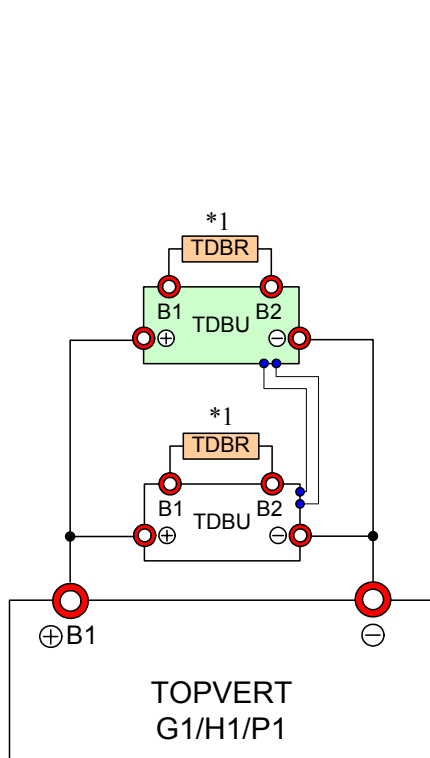 *1
TDBR
B1 B2
⊕ TDBU ⊖
*1
TDBR
B1 B2
⊕ TDBU ⊖
⊕B1 ⊖
TOPVERT
G1/H1/P1